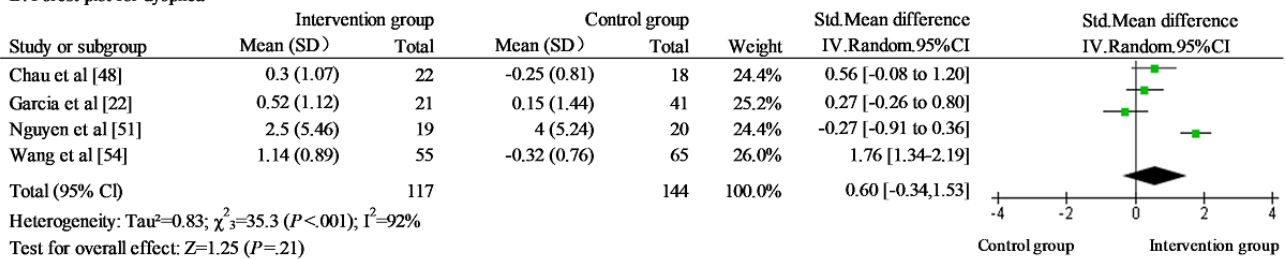 Intervention group Control group Std.Mean difference Std.Mean difference
Study or subgroup Mean (SD) Total Mean (SD) Total Weight IV.Random.95%CI IV.Random.95%CI
Chau et al [48] 0.3 (1.07) 22 -0.25 (0.81) 18 24.4% 0.56 [-0.08 to 1.20]
Garcia et al [22] 0.52 (1.12) 21 0.15 (1.44) 41 25.2% 0.27 [-0.26 to 0.80]
Nguyen et al [51] 2.5 (5.46) 19 4 (5.24) 20 24.4% -0.27 [-0.91 to 0.36]
Wang et al [54] 1.14 (0.89) 55 -0.32 (0.76) 65 26.0% 1.76 [1.34-2.19]
Total (95% Cl) 117 144 100.0% 0.60 [-0.34,1.53]
-4 -2 0 2 4
Heterogeneity: Tau²=0.83; χ²₃=35.3 (P<.001); I²=92%
Test for overall effect: Z=1.25 (P=.21)
Control group Intervention group